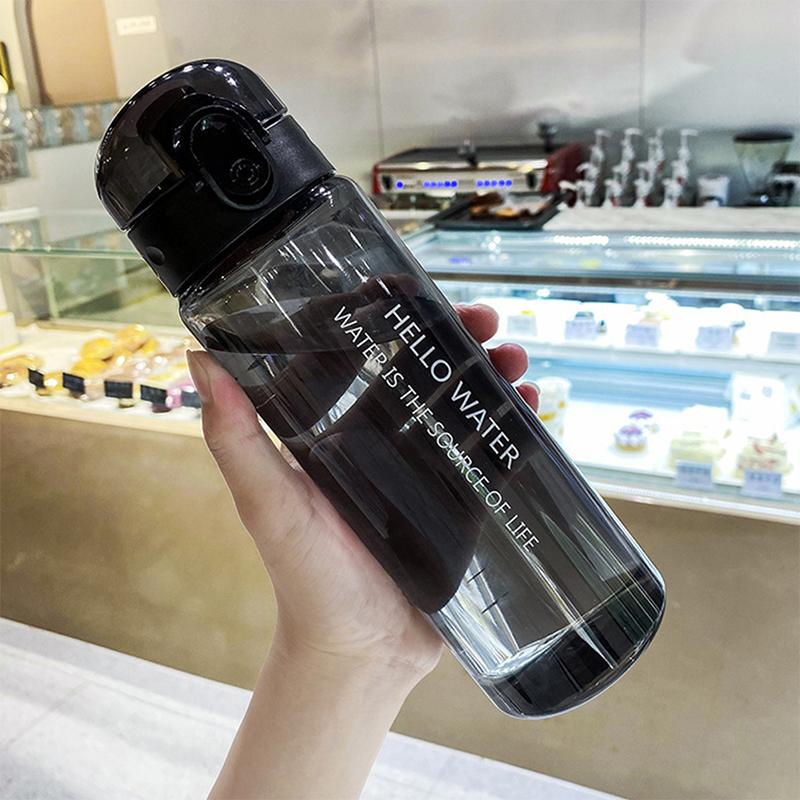 HELLO WATER
WATER IS THE SOURCE OF LIFE